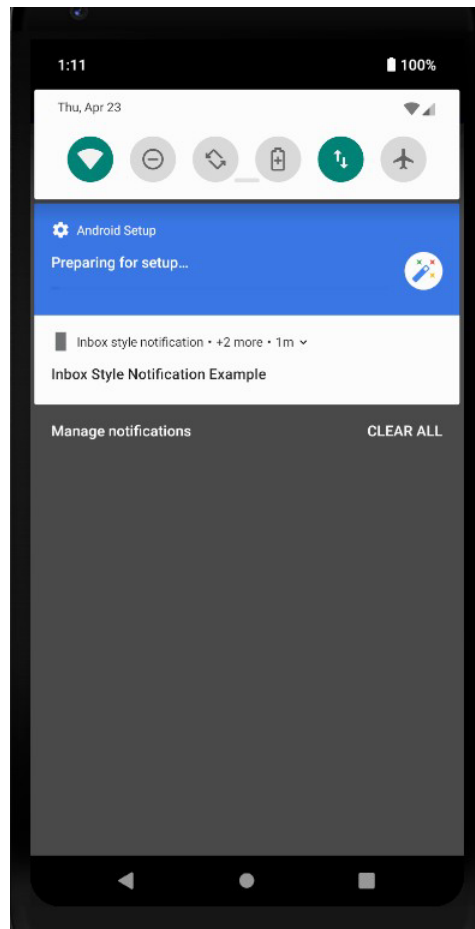 1:11
100%
Thu, Apr 23
Android Setup
Preparing for setup...
Inbox style notification • +2 more • 1m
Inbox Style Notification Example
Manage notifications
CLEAR ALL